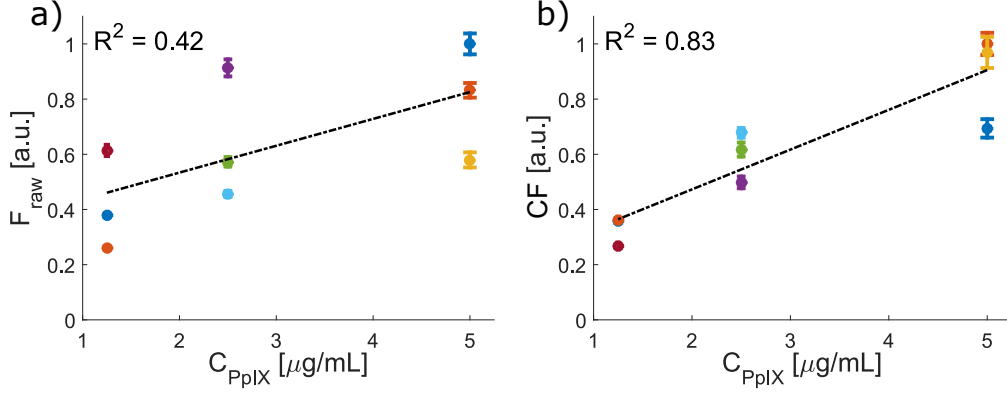 a)
R² = 0.42
F_raw [a.u.]
1
0.8
0.6
0.4
0.2
0
1 2 3 4 5
C_PpIX [μg/mL]
b)
R² = 0.83
CF [a.u.]
1
0.8
0.6
0.4
0.2
0
1 2 3 4 5
C_PpIX [μg/mL]